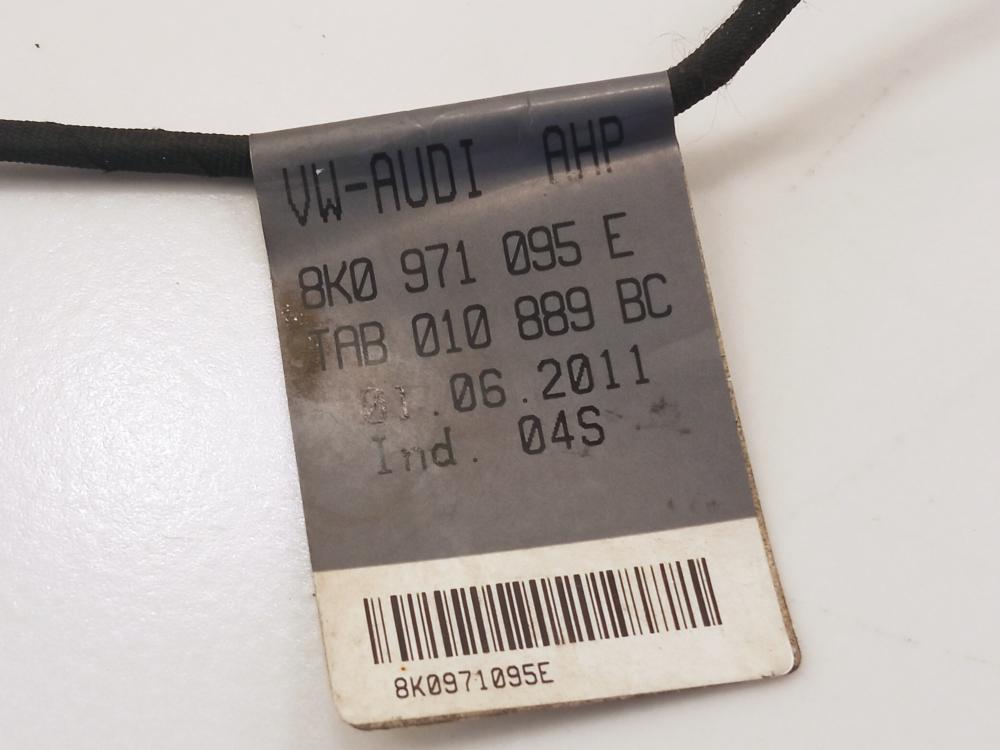 VW-AUDI AHP
8K0 971 095 E
TAB 010 889 BC
01.06.2011
Ind. 04S
8K0971095E